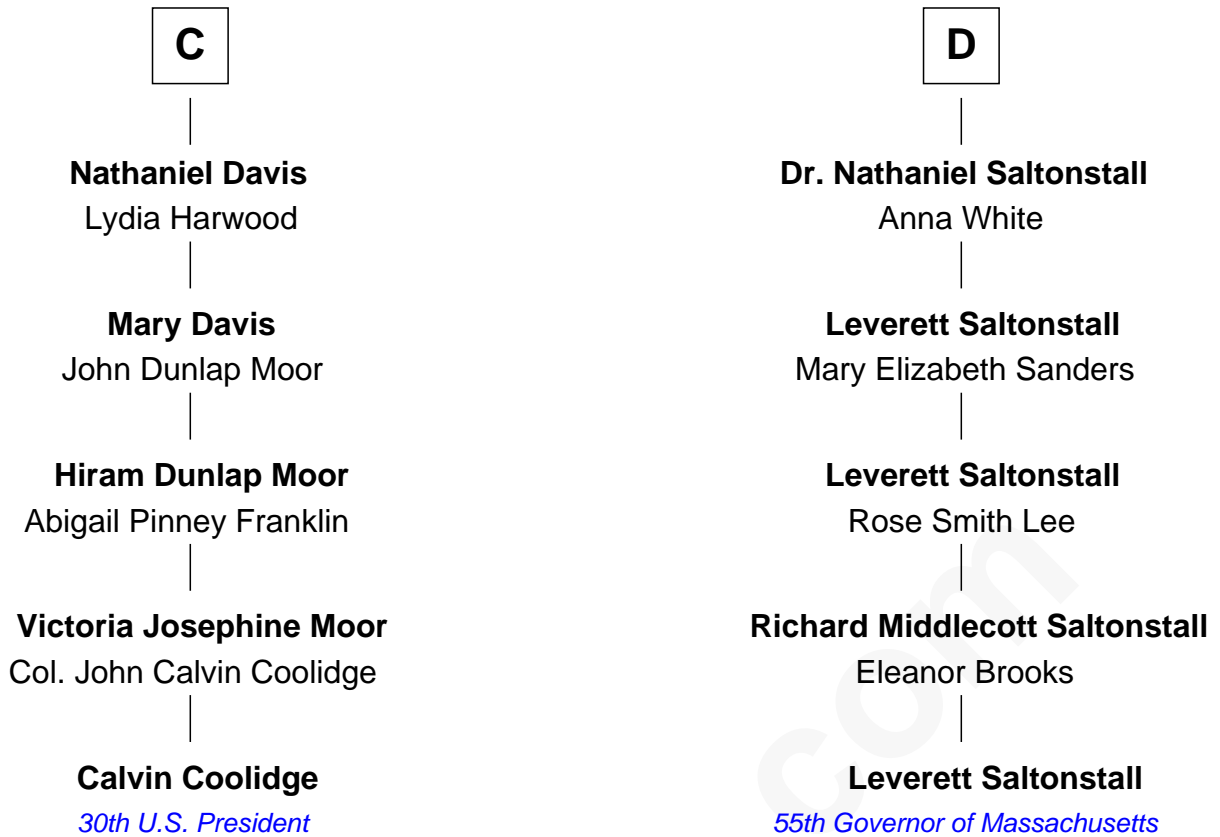 C
D
Nathaniel Davis
Lydia Harwood
Dr. Nathaniel Saltonstall
Anna White
Mary Davis
John Dunlap Moor
Leverett Saltonstall
Mary Elizabeth Sanders
Hiram Dunlap Moor
Abigail Pinney Franklin
Leverett Saltonstall
Rose Smith Lee
Victoria Josephine Moor
Col. John Calvin Coolidge
Richard Middlecott Saltonstall
Eleanor Brooks
Calvin Coolidge
30th U.S. President
Leverett Saltonstall
55th Governor of Massachusetts
com